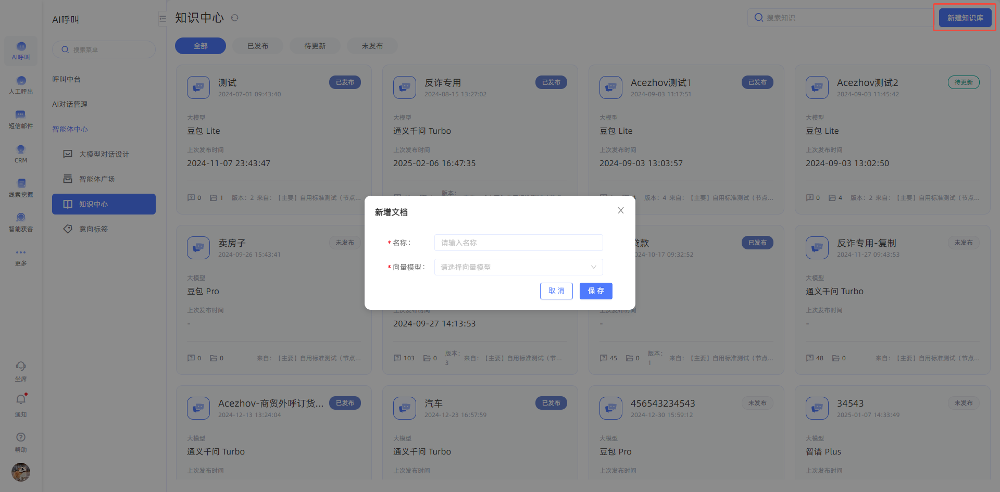 AI呼叫
人工呼出
短信邮件
CRM
线索挖掘
智能获客
更多
坐席
通知
帮助
AI呼叫
搜索菜单
呼叫中台
AI对话管理
智能体中心
大模型对话设计
智能体广场
知识中心
意向标签
知识中心
搜索知识
新建知识库
全部 已发布 待更新 未发布
测试 已发布
2024-07-01 09:43:40
大模型
豆包 Lite
上次发布时间
2024-11-07 23:43:47
0 1 版本：2 来自：【主要】自用标准测试（节点...
反诈专用 已发布
2024-08-15 13:27:02
大模型
通义千问 Turbo
上次发布时间
2025-02-06 16:47:35
版本：
Acezhov测试1 已发布
2024-09-03 11:17:51
大模型
豆包 Lite
上次发布时间
2024-09-03 13:03:57
版本：4 来自：【主要】自用标准测试（节点...
Acezhov测试2 待更新
2024-09-03 11:45:42
大模型
豆包 Lite
上次发布时间
2024-09-03 13:02:50
0 4 版本：2 来自：【主要】自用标准测试（节点...
新增文档
* 名称：
请输入名称
* 向量模型：
请选择向量模型
取 消
保 存
卖房子 未发布
2024-09-26 15:43:41
大模型
豆包 Pro
上次发布时间
-
0 0 来自：【主要】自用标准测试（节点...
上次发布时间
2024-09-27 14:13:53
103 0 版本：3 来自：【主要】自用标准测试（节...
贷款 已发布
24-10-17 09:32:52
上次发布时间
-
45 0 版本：1 来自：【主要】自用标准测试（节点...
反诈专用-复制 未发布
2024-11-27 09:43:53
大模型
通义千问 Turbo
上次发布时间
-
48 0 来自：【主要】自用标准测试（节点...
Acezhov-商贸外呼订货... 已发布
2024-12-13 13:24:04
大模型
通义千问 Turbo
上次发布时间
汽车 已发布
2024-12-23 16:57:59
大模型
通义千问 Turbo
上次发布时间
456543234543 未发布
2024-12-30 15:59:12
大模型
豆包 Pro
上次发布时间
34543 未发布
2025-01-07 14:33:49
大模型
智谱 Plus
上次发布时间